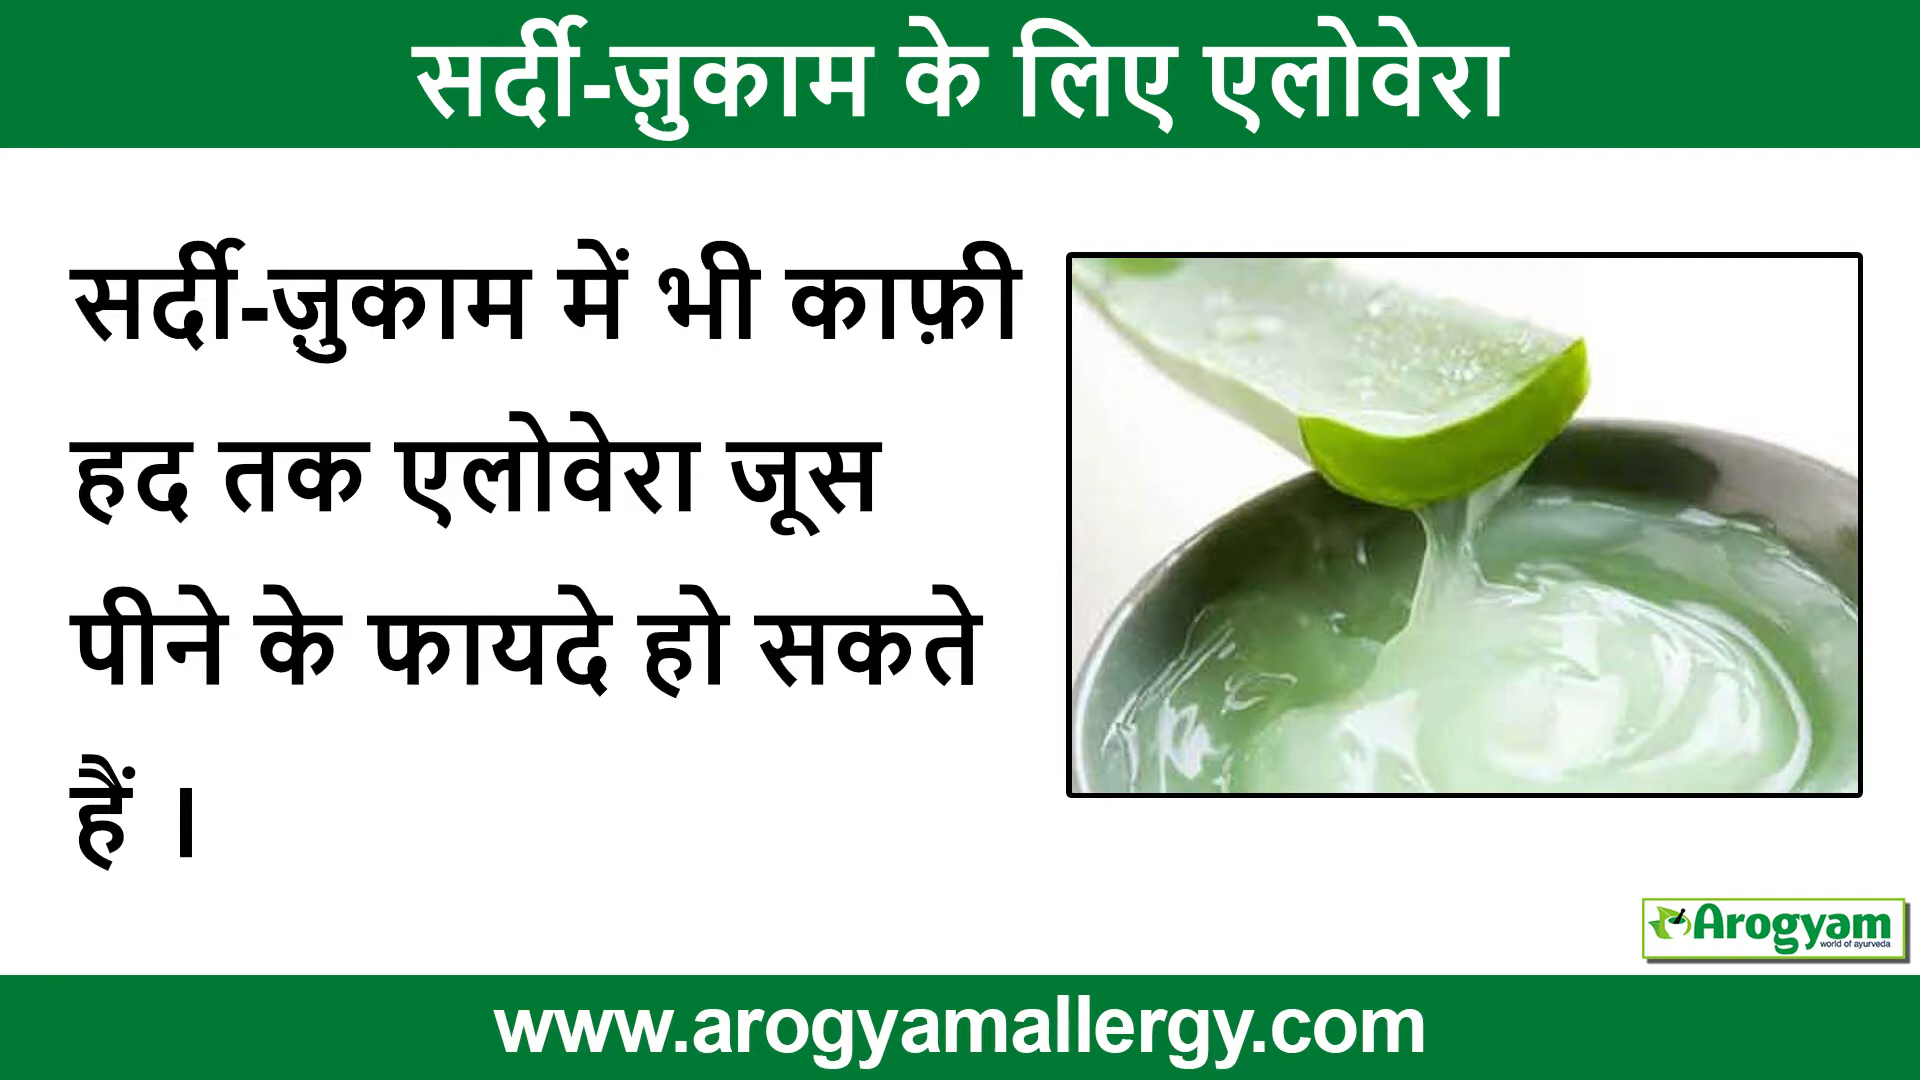 सर्दी-ज़ुकाम के लिए एलोवेरा
सर्दी-ज़ुकाम में भी काफ़ी
हद तक एलोवेरा जूस
पीने के फायदे हो सकते
हैं ।
Arogyam
world of ayurveda
www.arogyamallergy.com